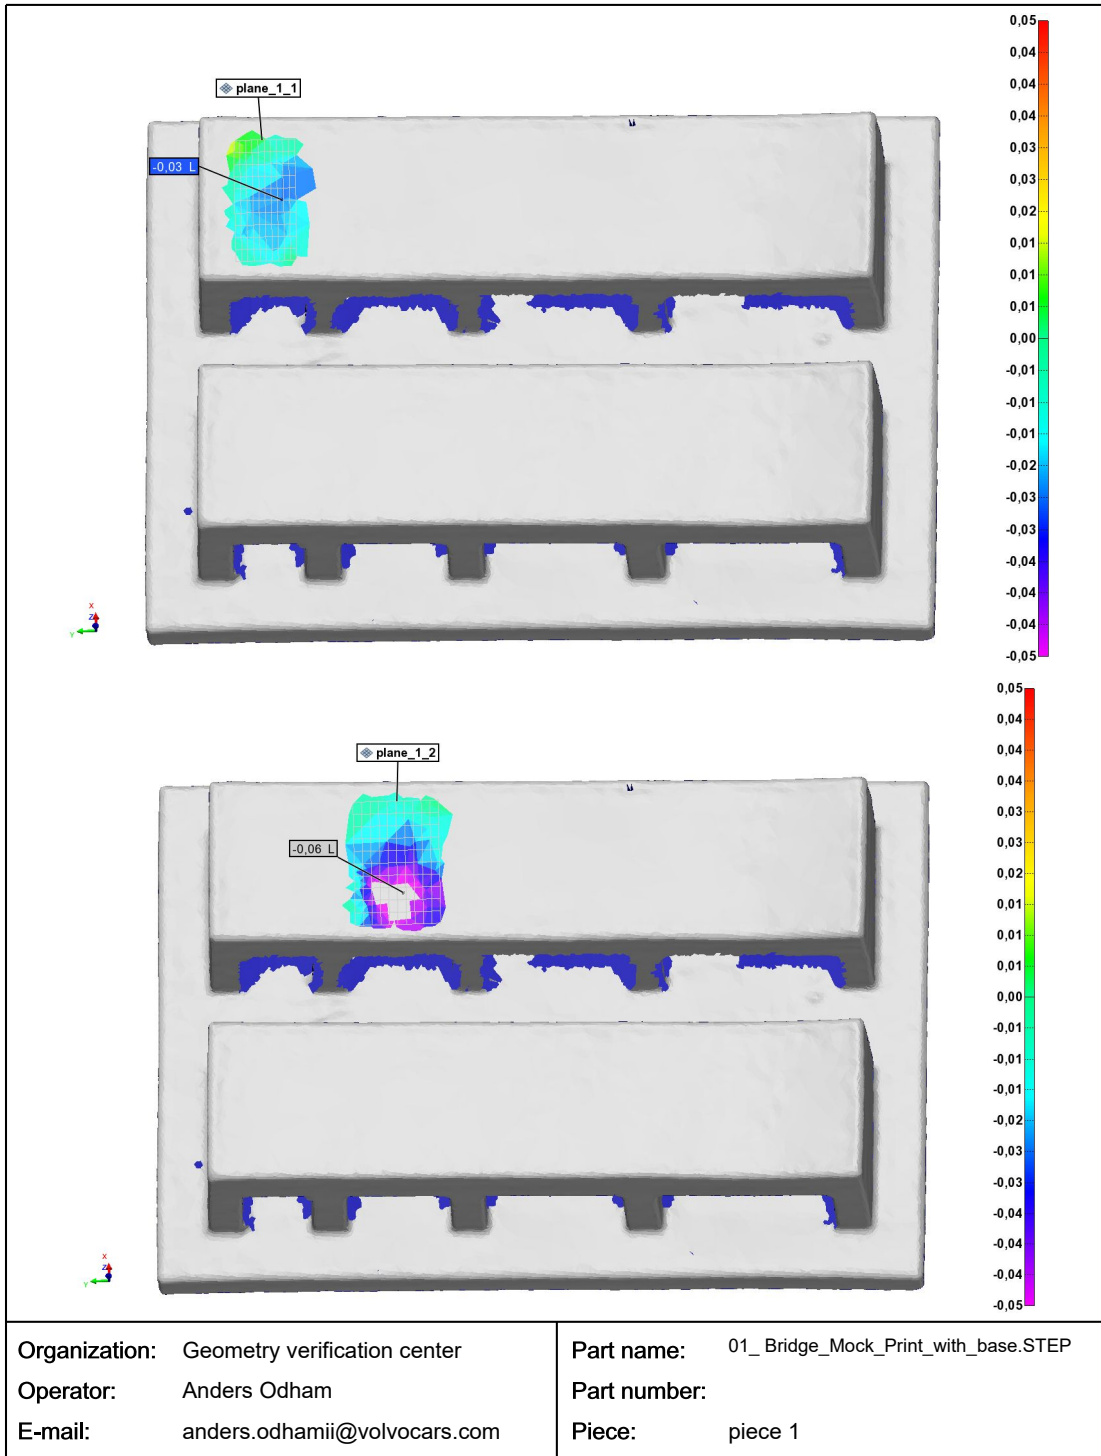 plane_1_1
-0,03 L
0,05
0,04
0,04
0,04
0,03
0,03
0,02
0,01
0,01
0,01
0,00
-0,01
-0,01
-0,01
-0,02
-0,03
-0,03
-0,04
-0,04
-0,05
X
Z
Y
plane_1_2
-0,06 L
0,05
0,04
0,04
0,04
0,03
0,03
0,02
0,01
0,01
0,01
0,00
-0,01
-0,01
-0,01
-0,02
-0,03
-0,03
-0,04
-0,04
-0,04
-0,05
X
Z
Y
Organization: Geometry verification center
Operator: Anders Odham
E-mail: anders.odhamii@volvocars.com
Part name: 01_ Bridge_Mock_Print_with_base.STEP
Part number:
Piece: piece 1